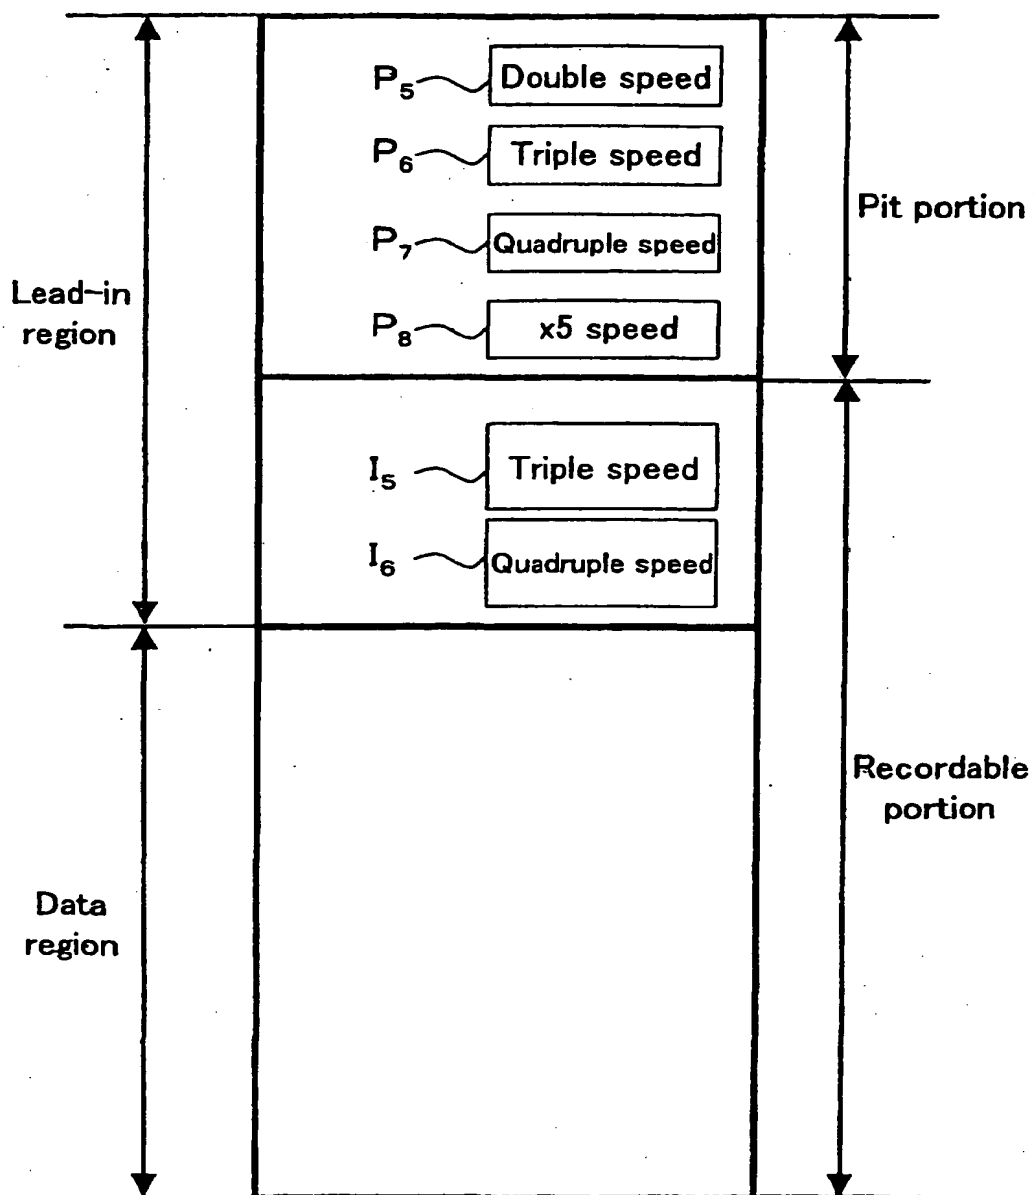 P5 Double speed
P6 Triple speed
P7 Quadruple speed
P8 x5 speed
Pit portion
Lead-in
region
I5 Triple speed
I6 Quadruple speed
Recordable
portion
Data
region